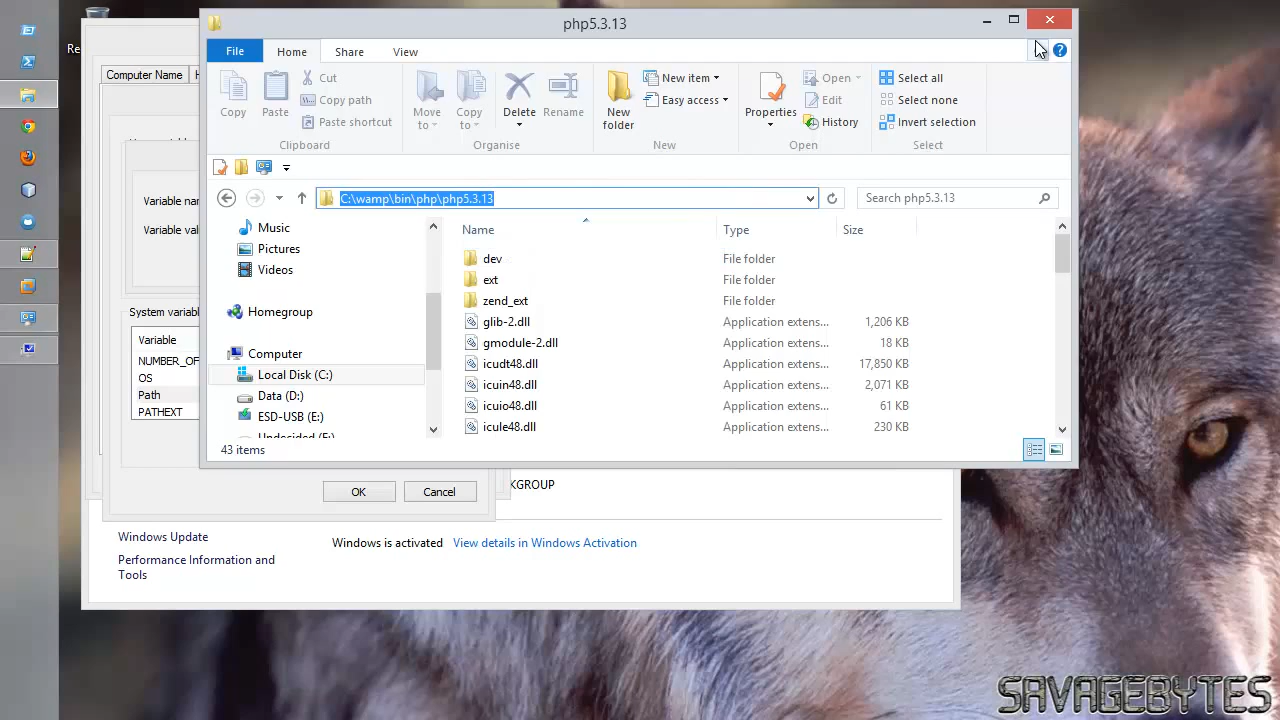 php5.3.13
File Home Share View
Copy
Paste
Cut
Copy path
Paste shortcut
Clipboard
Move to
Copy to
Delete
Rename
Organise
New folder
New item
Easy access
New
Properties
Open
Edit
History
Open
Select all
Select none
Invert selection
Select
C:\wamp\bin\php\php5.3.13
Search php5.3.13
Music
Pictures
Videos
Homegroup
Computer
Local Disk (C:)
Data (D:)
ESD-USB (E:)
Name Type Size
dev File folder
ext File folder
zend_ext File folder
glib-2.dll Application extens... 1,206 KB
gmodule-2.dll Application extens... 18 KB
icudt48.dll Application extens... 17,850 KB
icuin48.dll Application extens... 2,071 KB
icuio48.dll Application extens... 61 KB
icule48.dll Application extens... 230 KB
43 items
Re
Computer Name
Variable name
Variable val
System variabl
Variable
NUMBER_OF
OS
Path
PATHEXT
OK Cancel
KGROUP
Windows Update
Performance Information and
Tools
Windows is activated View details in Windows Activation
SAVAGEBYTES